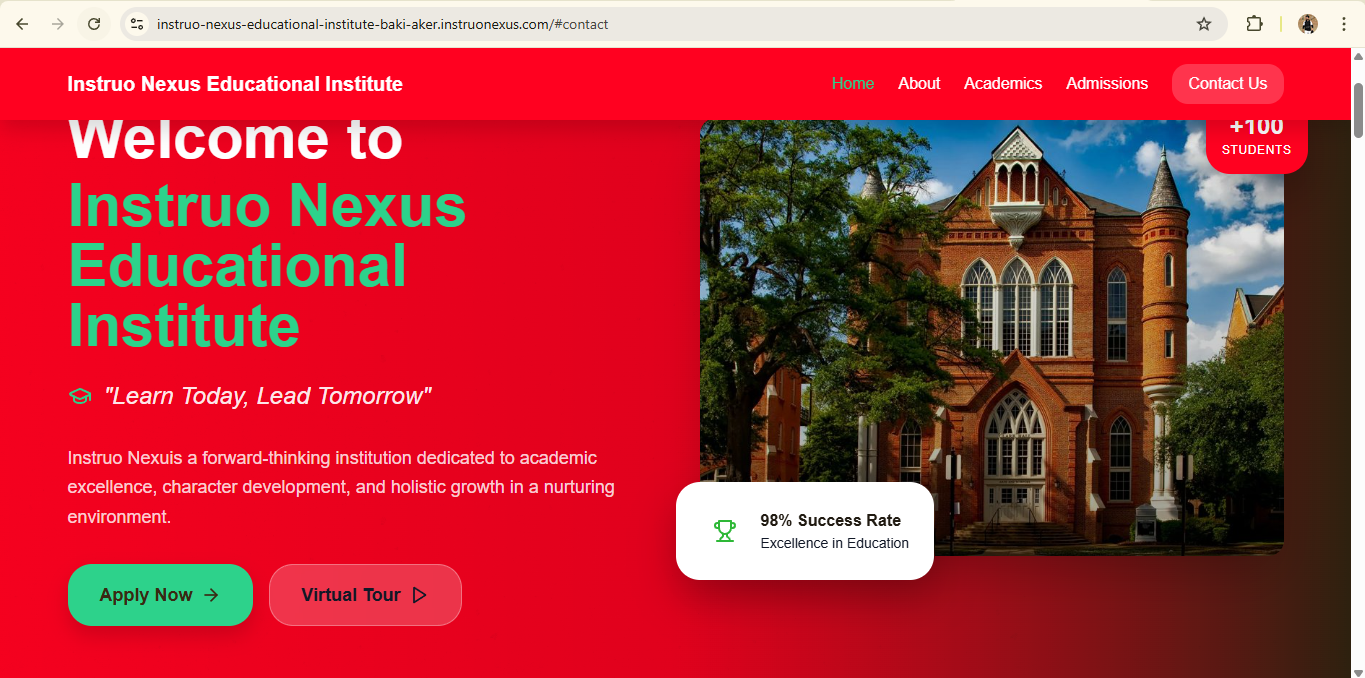 instruo-nexus-educational-institute-baki-aker.instruonexus.com/#contact
Instruo Nexus Educational Institute
Home
About
Academics
Admissions
Contact Us
Welcome to
Instruo Nexus
Educational
Institute
"Learn Today, Lead Tomorrow"
Instruo Nexuis a forward-thinking institution dedicated to academic
excellence, character development, and holistic growth in a nurturing
environment.
Apply Now
Virtual Tour
+100
STUDENTS
98% Success Rate
Excellence in Education